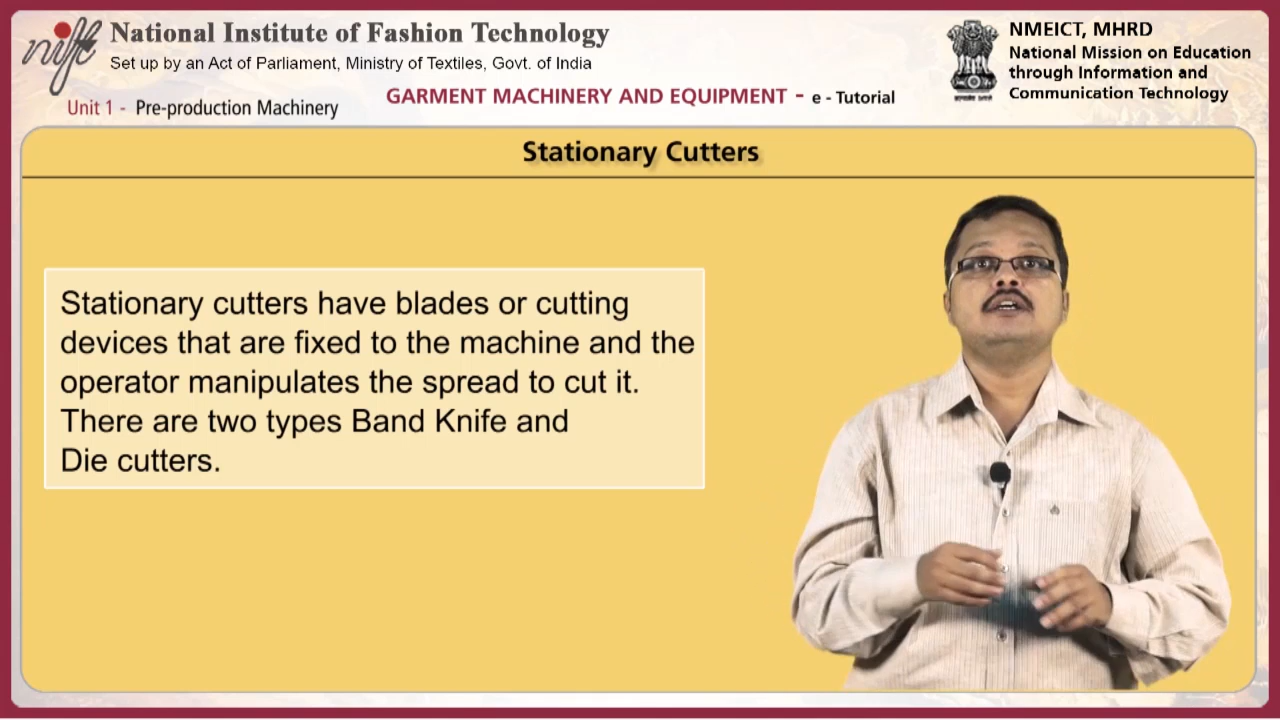 nift
National Institute of Fashion Technology
Set up by an Act of Parliament, Ministry of Textiles, Govt. of India
NMEICT, MHRD
National Mission on Education
through Information and
Communication Technology
Unit 1 - Pre-production Machinery
GARMENT MACHINERY AND EQUIPMENT - e - Tutorial
Stationary Cutters
Stationary cutters have blades or cutting
devices that are fixed to the machine and the
operator manipulates the spread to cut it.
There are two types Band Knife and
Die cutters.